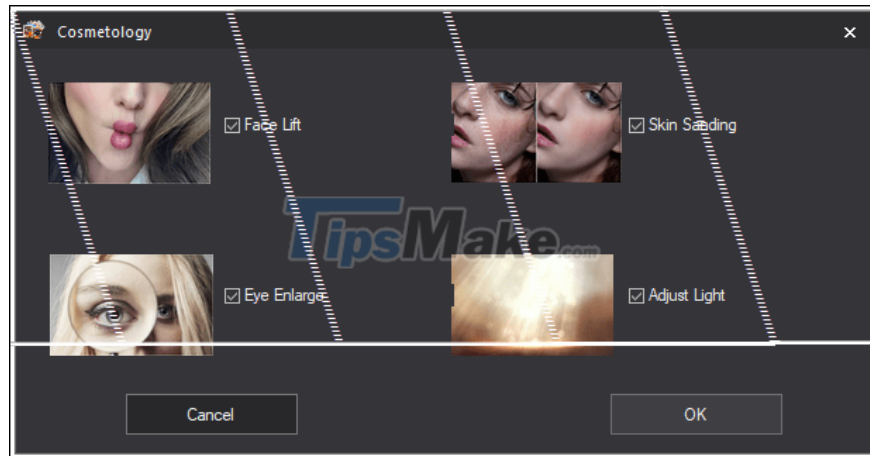 Cosmetology
Face Lift
Skin Sanding
TipsMake.com
Eye Enlarge
Adjust Light
Cancel
OK